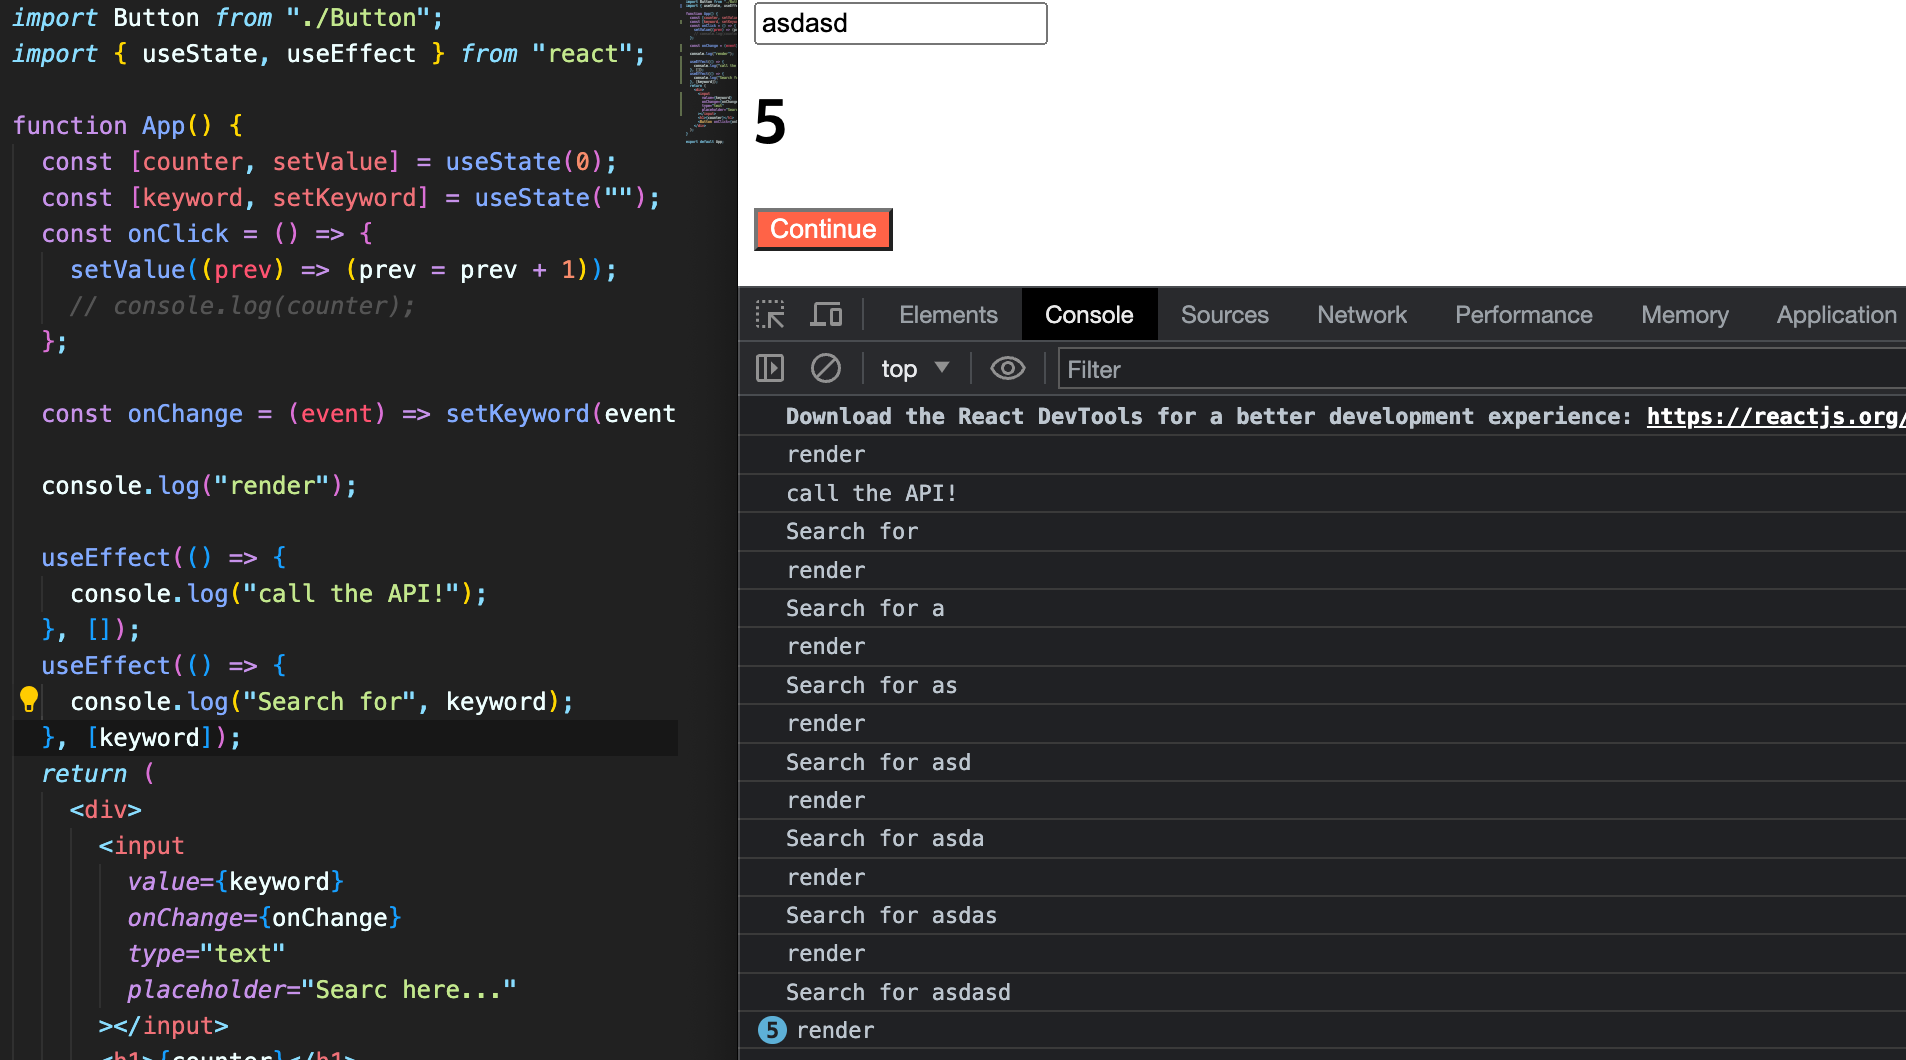 import Button from "./Button";
import { useState, useEffect } from "react";
function App() {
const [counter, setValue] = useState(0);
const [keyword, setKeyword] = useState("");
const onClick = () => {
setValue((prev) => (prev = prev + 1));
// console.log(counter);
};
const onChange = (event) => setKeyword(event
console.log("render");
useEffect(() => {
console.log("call the API!");
}, []);
useEffect(() => {
console.log("Search for", keyword);
}, [keyword]);
return (
<div>
<input
value={keyword}
onChange={onChange}
type="text"
placeholder="Searc here..."
></input>
<h1>{counter}</h1>
asdasd
5
Continue
Elements Console Sources Network Performance Memory Application
top Filter
Download the React DevTools for a better development experience: https://reactjs.org/
render
call the API!
Search for
render
Search for a
render
Search for as
render
Search for asd
render
Search for asda
render
Search for asdas
render
Search for asdasd
5 render